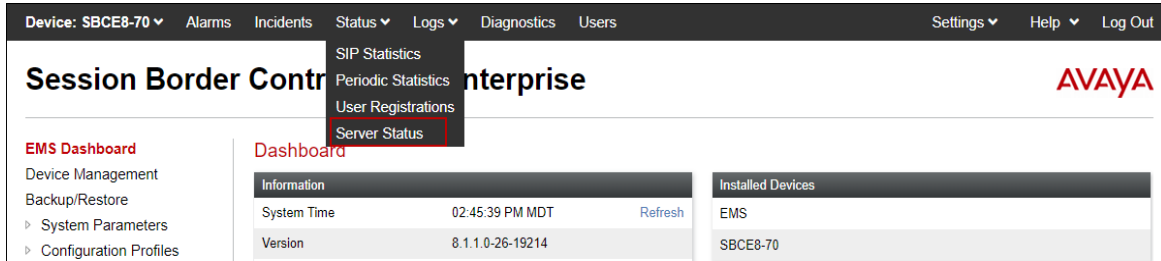 Device: SBCE8-70 Alarms Incidents Status Logs Diagnostics Users Settings Help Log Out
SIP Statistics
Periodic Statistics
User Registrations
Server Status
Session Border Contr nterprise
AVAYA
EMS Dashboard
Device Management
Backup/Restore
System Parameters
Configuration Profiles
Dashboard
Information
System Time 02:45:39 PM MDT Refresh
Version 8.1.1.0-26-19214
Installed Devices
EMS
SBCE8-70